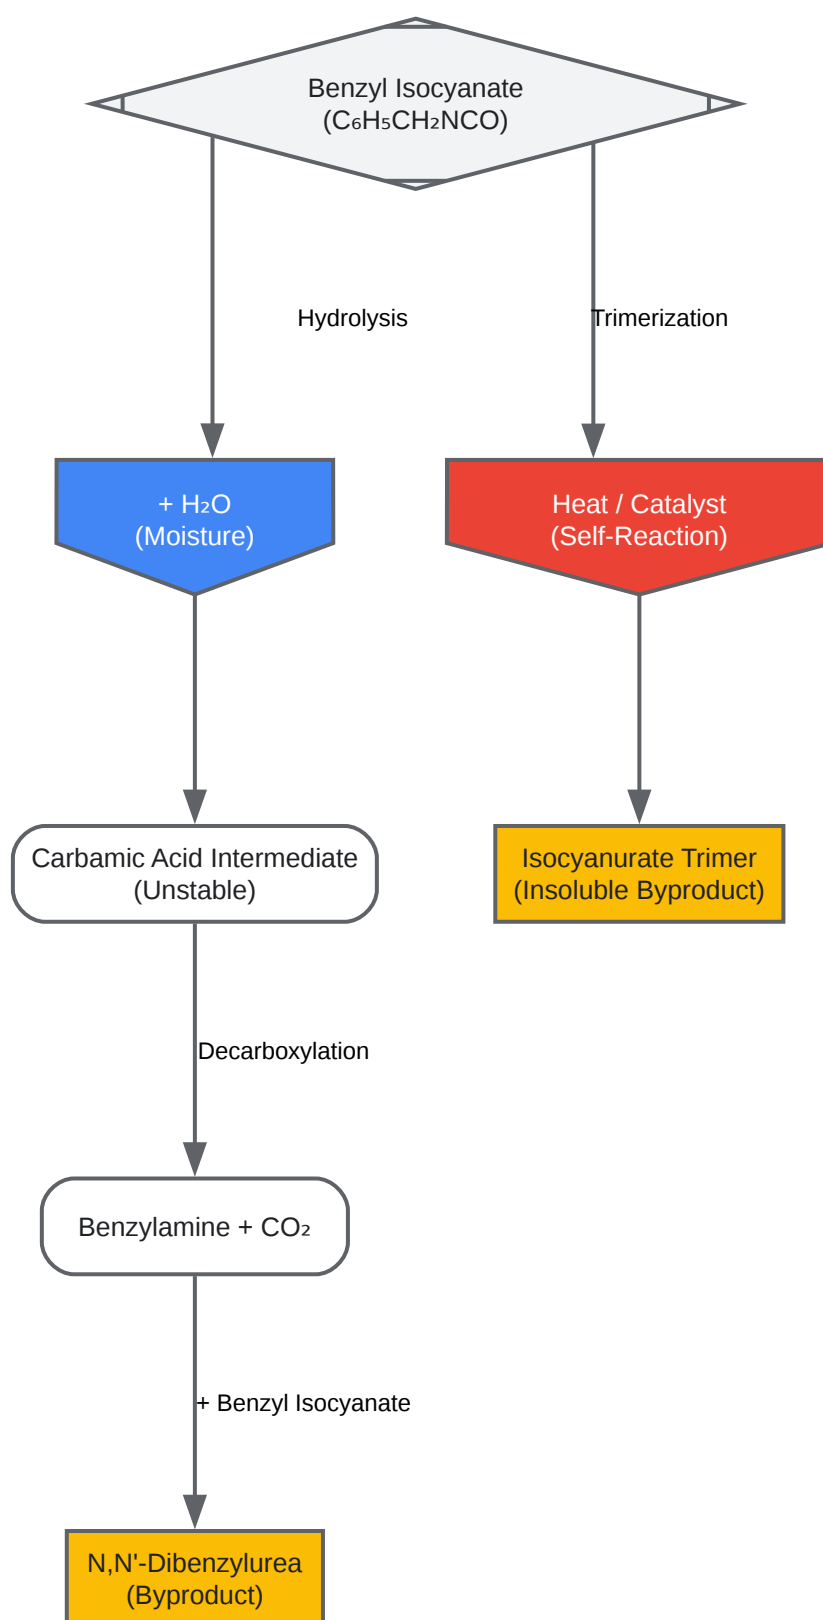 Benzyl Isocyanate
(C₆H₅CH₂NCO)
Hydrolysis
Trimerization
+ H₂O
(Moisture)
Heat / Catalyst
(Self-Reaction)
Carbamic Acid Intermediate
(Unstable)
Isocyanurate Trimer
(Insoluble Byproduct)
Decarboxylation
Benzylamine + CO₂
+ Benzyl Isocyanate
N,N'-Dibenzylurea
(Byproduct)